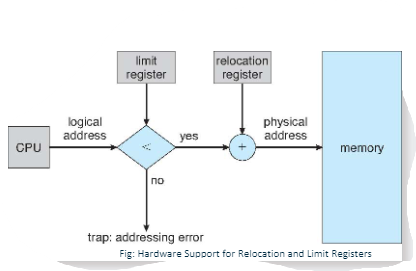 limit
register
relocation
register
logical
address
physical
address
CPU
<
yes
+
memory
no
trap: addressing error
Fig: Hardware Support for Relocation and Limit Registers